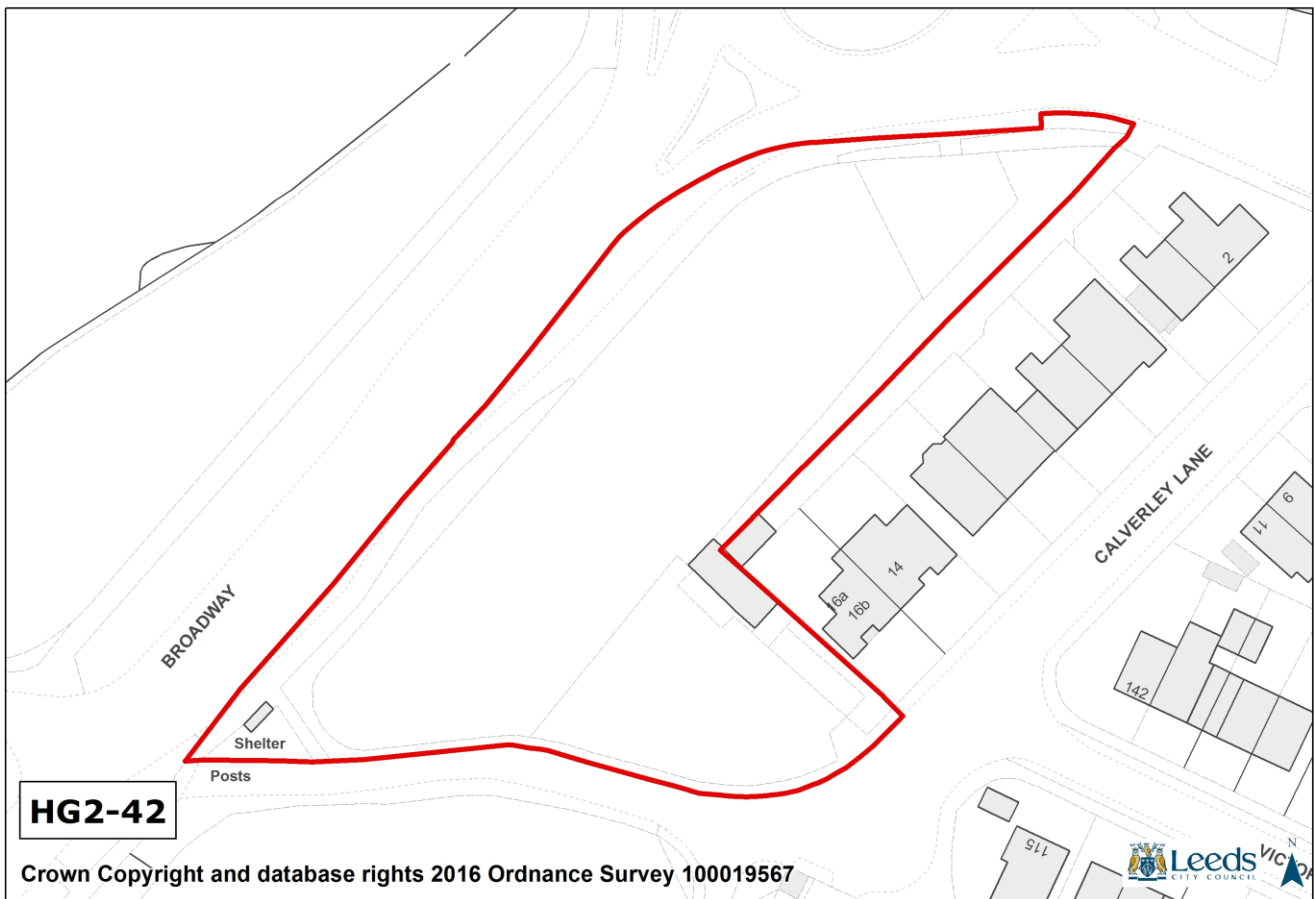 2
6
11
CALVERLEY LANE
14
16a
16b
BROADWAY
142
Shelter
Posts
HG2-42
115
Leeds
CITY COUNCIL
N
Crown Copyright and database rights 2016 Ordnance Survey 100019567